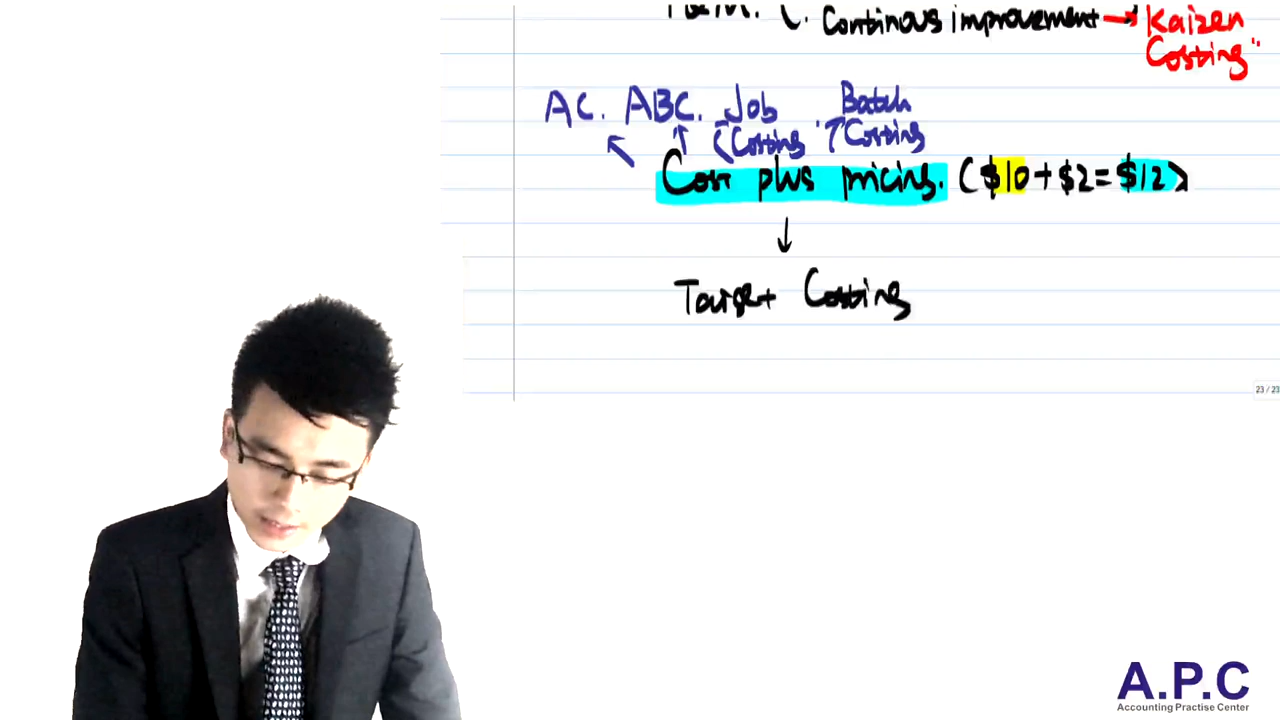 Continous improvement → Kaizen
Costing"
AC. ABC. Job Batch
Costing Costing
Cost plus pricing. ($10+$2=$12)
Target Costing
23 / 23
A.P.C
Accounting Practise Center